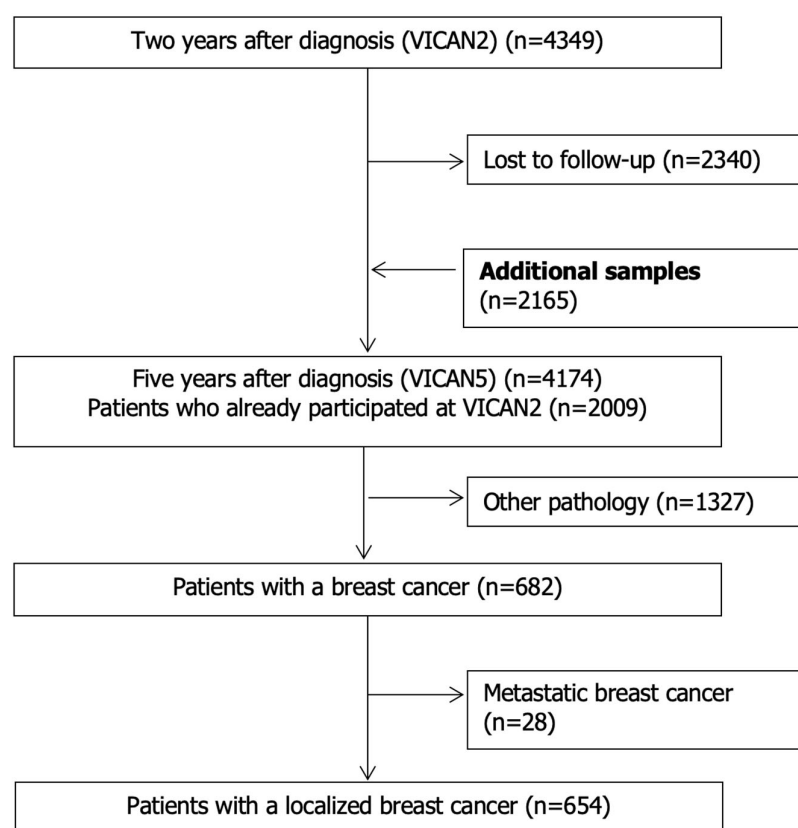 Two years after diagnosis (VICAN2) (n=4349)
Lost to follow-up (n=2340)
Additional samples
(n=2165)
Five years after diagnosis (VICAN5) (n=4174)
Patients who already participated at VICAN2 (n=2009)
Other pathology (n=1327)
Patients with a breast cancer (n=682)
Metastatic breast cancer
(n=28)
Patients with a localized breast cancer (n=654)